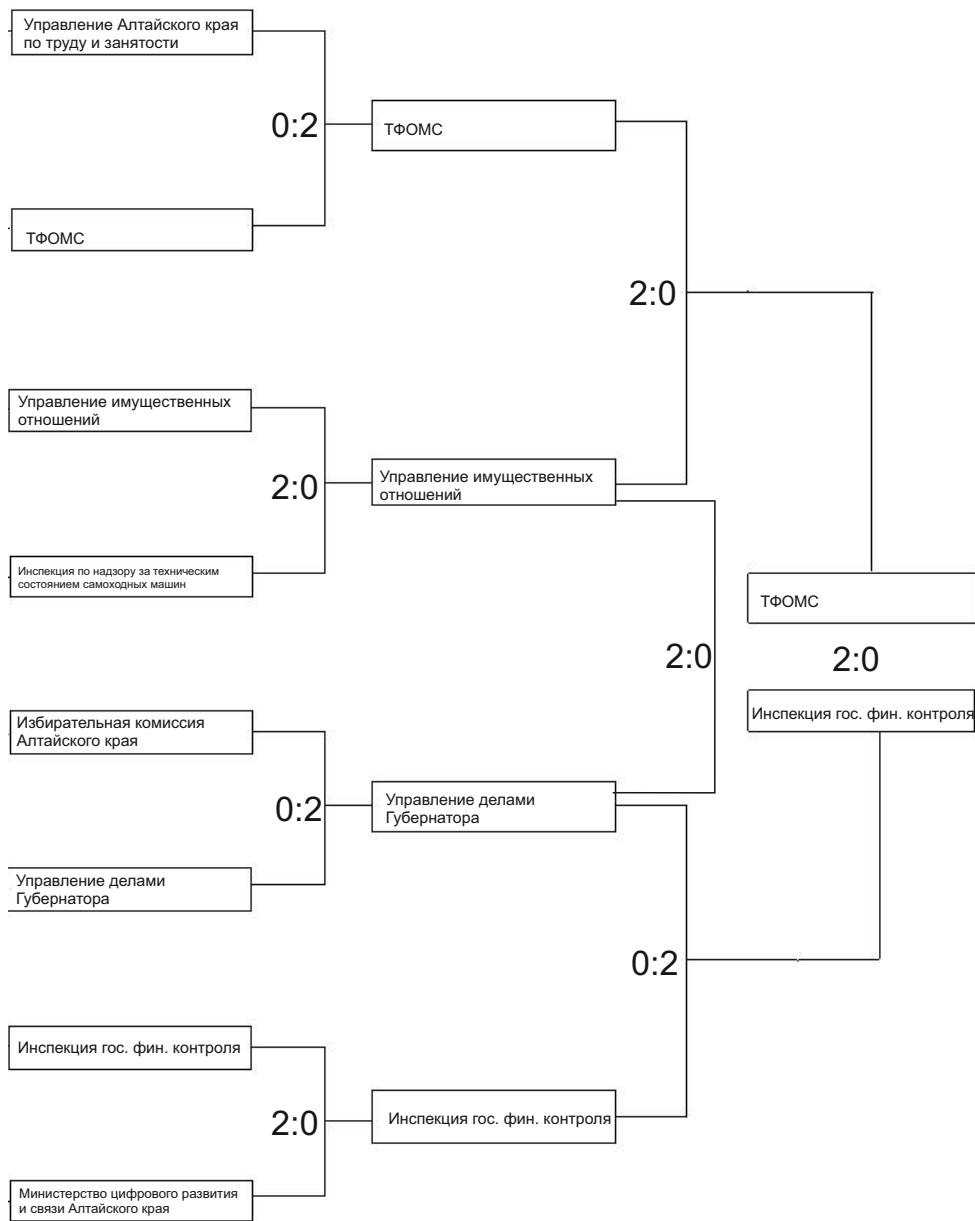 Управление Алтайского края
по труду и занятости
0:2
ТФОМС
ТФОМС
2:0
Управление имущественных
отношений
2:0
Управление имущественных
отношений
Инспекция по надзору за техническим
состоянием самоходных машин
ТФОМС
2:0
2:0
Инспекция гос. фин. контроля
Избирательная комиссия
Алтайского края
0:2
Управление делами
Губернатора
Управление делами
Губернатора
0:2
Инспекция гос. фин. контроля
2:0
Инспекция гос. фин. контроля
Министерство цифрового развития
и связи Алтайского края